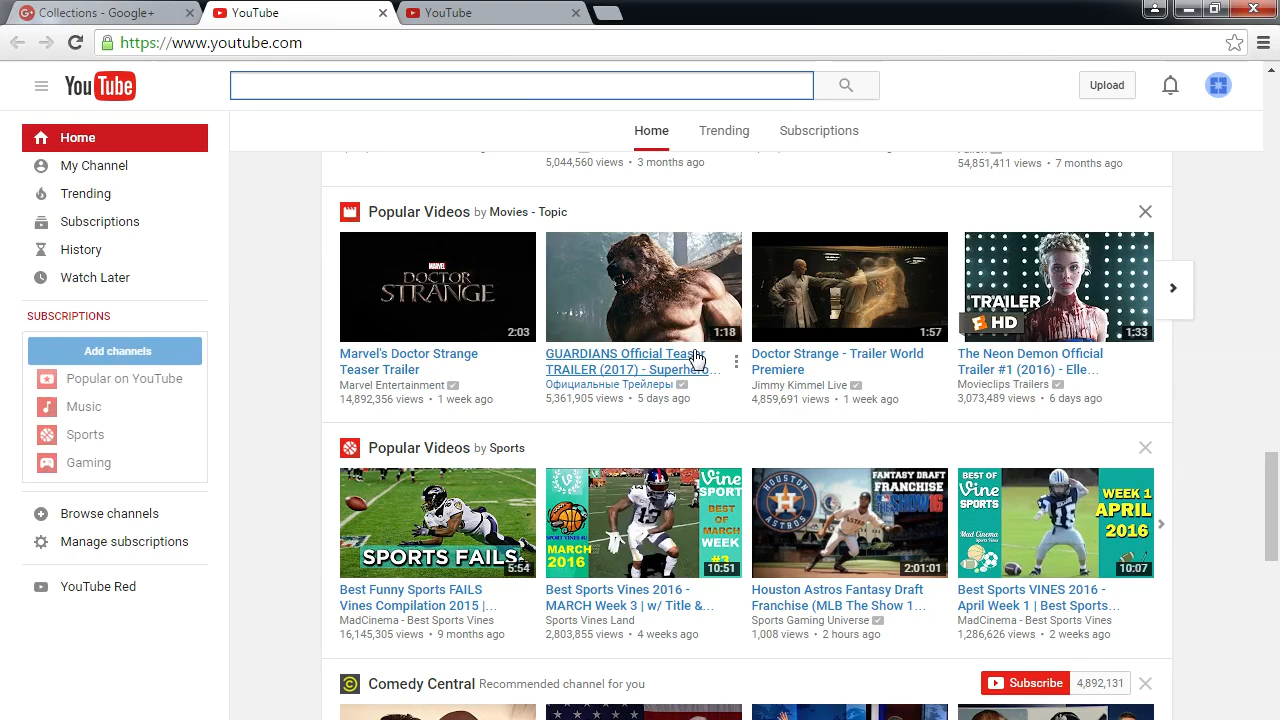 Collections - Google+
YouTube
YouTube
https://www.youtube.com
YouTube
Upload
Home
Trending
Subscriptions
Home
My Channel
Trending
Subscriptions
History
Watch Later
SUBSCRIPTIONS
Add channels
Popular on YouTube
Music
Sports
Gaming
Browse channels
Manage subscriptions
YouTube Red
5,044,560 views • 3 months ago
54,851,411 views • 7 months ago
Popular Videos by Movies - Topic
MARVEL
DOCTOR
STRANGE
2:03
1:18
1:57
TRAILER
HD
1:33
Marvel's Doctor Strange
Teaser Trailer
Marvel Entertainment
14,892,356 views • 1 week ago
GUARDIANS Official Teaser
TRAILER (2017) - Superhero...
Официальные Трейлеры
5,361,905 views • 5 days ago
Doctor Strange - Trailer World
Premiere
Jimmy Kimmel Live
4,859,691 views • 1 week ago
The Neon Demon Official
Trailer #1 (2016) - Elle...
Movieclips Trailers
3,073,489 views • 6 days ago
Popular Videos by Sports
SPORTS FAILS
5:54
Vine
SPORT
BEST
OF
MARCH
WEEK
#3
SPORT VINES 4U
MARCH
2016
10:51
HOUSTON
ASTROS
FANTASY DRAFT
FRANCHISE
SHOW16
2:01:01
BEST OF
Vine
SPORTS
WEEK 1
APRIL
2016
10:07
Best Funny Sports FAILS
Vines Compilation 2015 |...
MadCinema - Best Sports Vines
16,145,305 views • 9 months ago
Best Sports Vines 2016 -
MARCH Week 3 | w/ Title &...
Sports Vines Land
2,803,855 views • 4 weeks ago
Houston Astros Fantasy Draft
Franchise (MLB The Show 1...
Sports Gaming Universe
1,008 views • 2 hours ago
Best Sports VINES 2016 -
April Week 1 | Best Sports...
MadCinema - Best Sports Vines
1,286,626 views • 2 weeks ago
Comedy Central Recommended channel for you
Subscribe
4,892,131